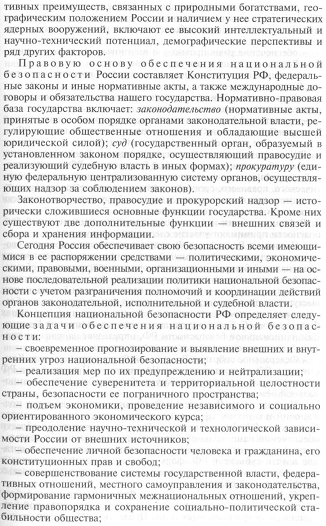 тивных преимуществ, связанных с природными богатствами, гео-
графическим положением России и наличием у нее стратегических
ядерных вооружений, включают ее высокий интеллектуальный и
научно-технический потенциал, демографические перспективы и
ряд других факторов.
Правовую основу обеспечения национальной
безопасности России составляет Конституция РФ, федераль-
ные законы и иные нормативные акты, а также международные до-
говоры и обязательства нашего государства. Нормативно-правовая
база государства включает: законодательство (нормативные акты,
принятые в особом порядке органами законодательной власти, ре-
гулирующие общественные отношения и обладающие высшей
юридической силой); суд (государственный орган, образуемый в
установленном законом порядке, осуществляющий правосудие и
реализующий судебную власть в иных формах); прокуратуру (еди-
ную федеральную централизованную систему органов, осуществляю-
щих надзор за соблюдением законов).
Законотворчество, правосудие и прокурорский надзор — исто-
рически сложившиеся основные функции государства. Кроме них
существуют две дополнительные функции — внешних связей и
сбора и хранения информации.
Сегодня Россия обеспечивает свою безопасность всеми имеющи-
мися в ее распоряжении средствами — политическими, экономичес-
кими, правовыми, военными, организационными и иными — на ос-
нове последовательной реализации политики национальной безопаснос-
ти с учетом разграничения полномочий и координации действий
органов законодательной, исполнительной и судебной власти.
Концепция национальной безопасности РФ определяет следу-
ющие задачи обеспечения национальной безопас-
ности:
– своевременное прогнозирование и выявление внешних и внут-
ренних угроз национальной безопасности;
– реализация мер по их предупреждению и нейтрализации;
– обеспечение суверенитета и территориальной целостности
страны, безопасности ее пограничного пространства;
– подъем экономики, проведение независимого и социально
ориентированного экономического курса;
– преодоление научно-технической и технологической зависи-
мости России от внешних источников;
– обеспечение личной безопасности человека и гражданина, его
конституционных прав и свобод;
– совершенствование системы государственной власти, федера-
тивных отношений, местного самоуправления и законодательства,
формирование гармоничных межнациональных отношений, укреп-
ление правопорядка и сохранение социально-политической ста-
бильности общества;